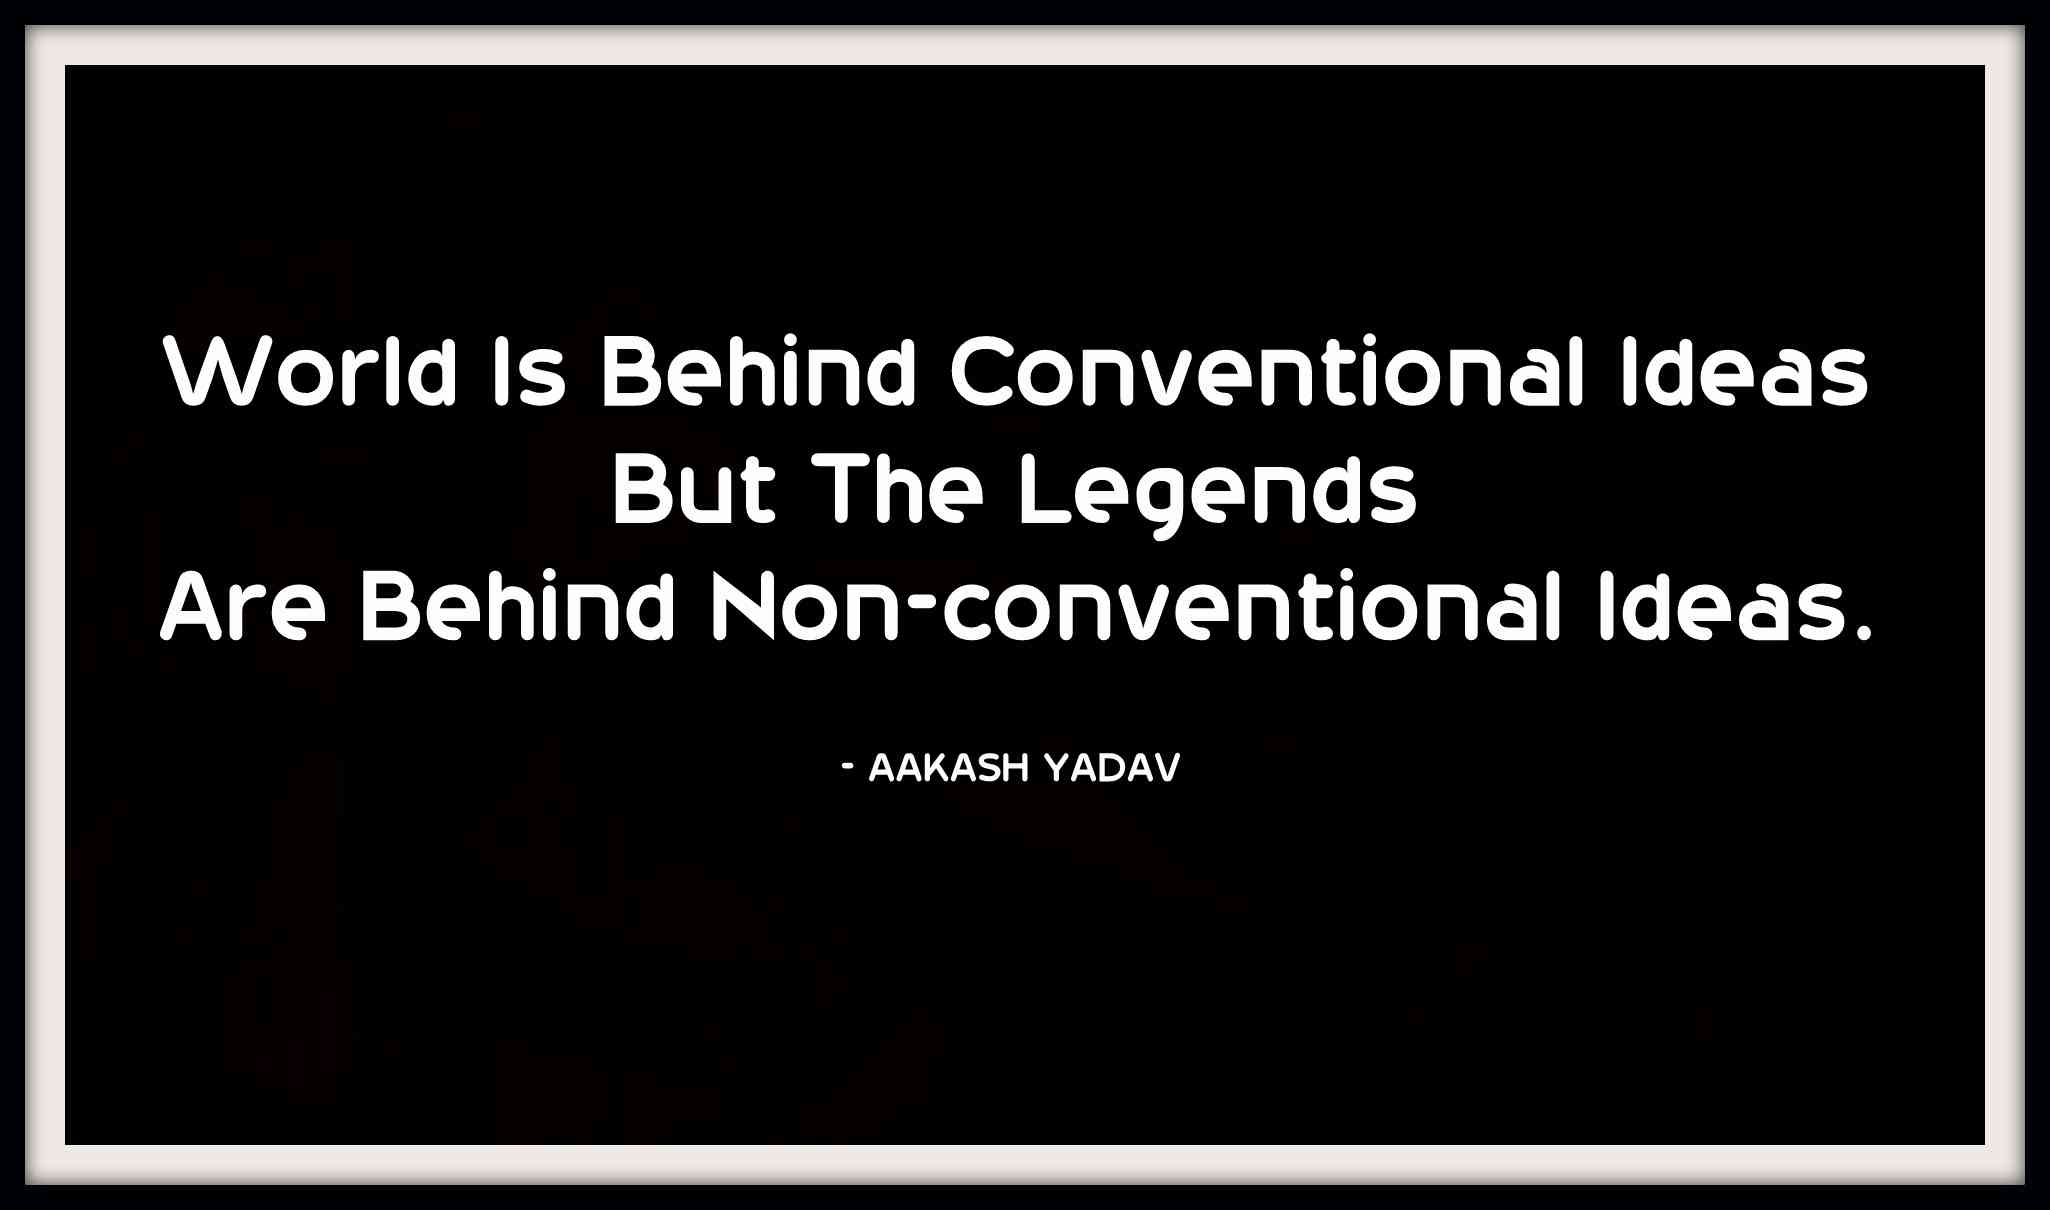 World Is Behind Conventional Ideas
But The Legends
Are Behind Non-conventional Ideas.
- AAKASH YADAV